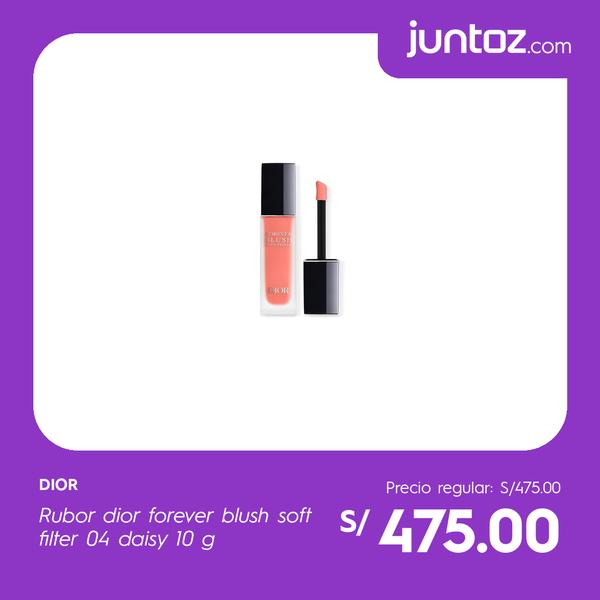 juntoz.com
FOREVER
BLUSH
DIOR
DIOR
Rubor dior forever blush soft
filter 04 daisy 10 g
Precio regular: S/475.00
S/ 475.00